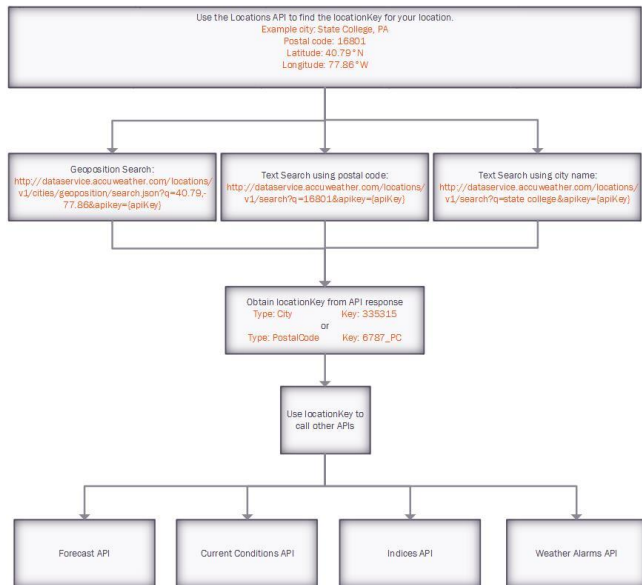 Use the Locations API to find the locationKey for your location.
Example city: State College, PA
Postal code: 16801
Latitude: 40.79°N
Longitude: 77.86°W
Geoposition Search:
http://dataservice.accuweather.com/locations/
v1/cities/geoposition/search.json?q=40.79,-
77.86&apikey={apiKey}
Text Search using postal code:
http://dataservice.accuweather.com/locations/
v1/search?q=16801&apikey={apiKey}
Text Search using city name:
http://dataservice.accuweather.com/locations/
v1/search?q=state college&apikey={apiKey}
Obtain locationKey from API response
Type: City Key: 335315
or
Type: PostalCode Key: 6787_PC
Use locationKey to
call other APIs
Forecast API
Current Conditions API
Indices API
Weather Alarms API